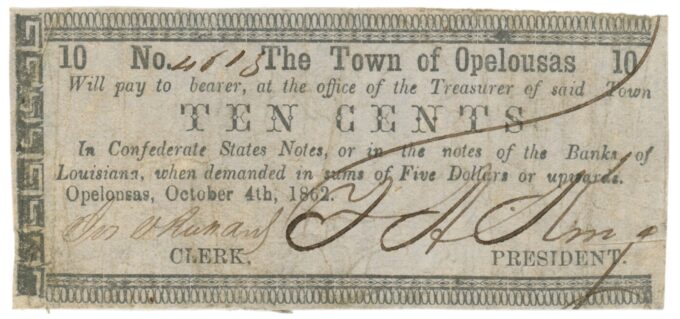 10 No. 4613 The Town of Opelousas 10
Will pay to bearer, at the office of the Treasurer of said Town
TEN CENTS
In Confederate States Notes, or in the notes of the Banks of
Louisiana, when demanded in sums of Five Dollars or upwards.
Opelousas, October 4th, 1862.
CLERK. PRESIDENT.